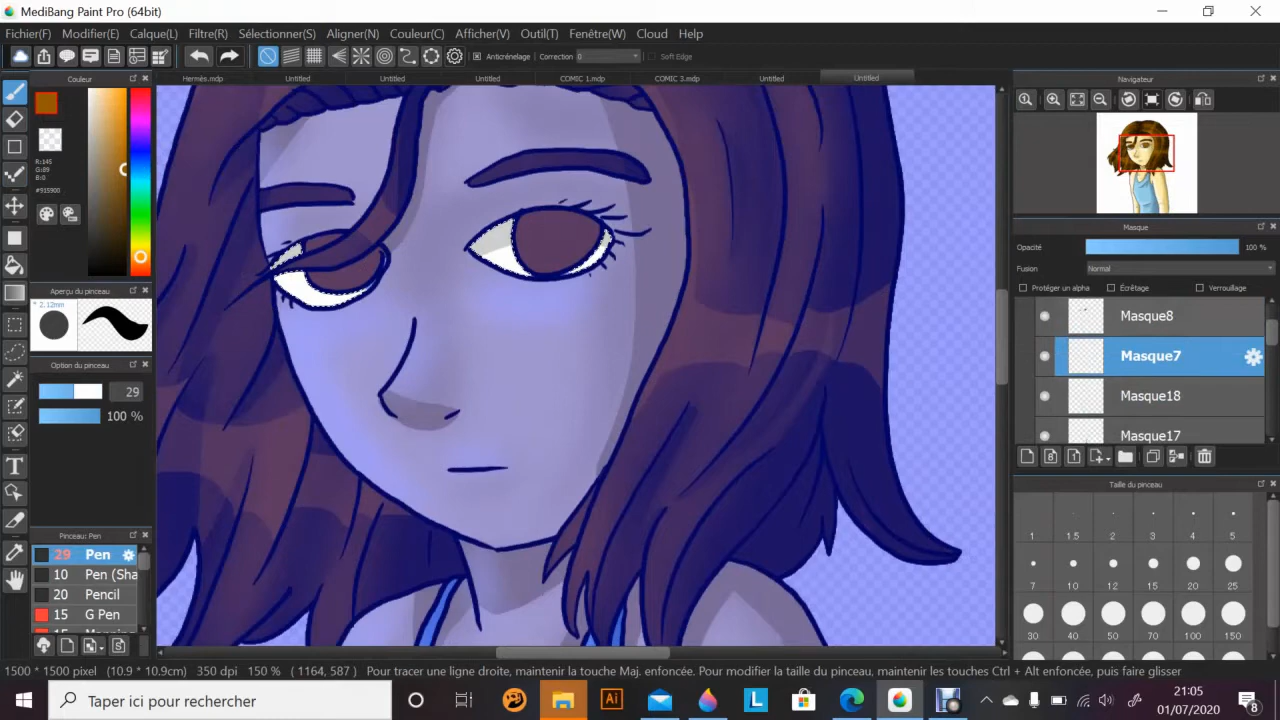 MediBang Paint Pro (64bit)
Fichier(F) Modifier(E) Calque(L) Filtre(R) Sélectionner(S) Aligner(N) Couleur(C) Afficher(V) Outil(T) Fenêtre(W) Cloud Help
Anticrénelage Correction 0 Soft Edge
Couleur
Hermès.mdp Untitled Untitled Untitled COMIC 1.mdp COMIC 3.mdp Untitled Untitled
Navigateur
R:145
G:89
B:0
#915900
Aperçu du pinceau
* 2.12mm
Option du pinceau
29
100 %
Pinceau: Pen
29 Pen
10 Pen (Sha
20 Pencil
15 G Pen
Masque
Opacité 100 %
Fusion Normal
Protéger un alpha Écrêtage Verrouillage
Masque8
Masque7
Masque18
Masque17
Taille du pinceau
1 1.5 2 3 4 5
7 10 12 15 20 25
30 40 50 70 100 150
1500 * 1500 pixel (10.9 * 10.9cm) 350 dpi 150 % ( 1164, 587 ) Pour tracer une ligne droite, maintenir la touche Maj. enfoncée. Pour modifier la taille du pinceau, maintenir les touches Ctrl + Alt enfoncée, puis faire glisser
Taper ici pour rechercher
Ai
L
21:05
01/07/2020
8